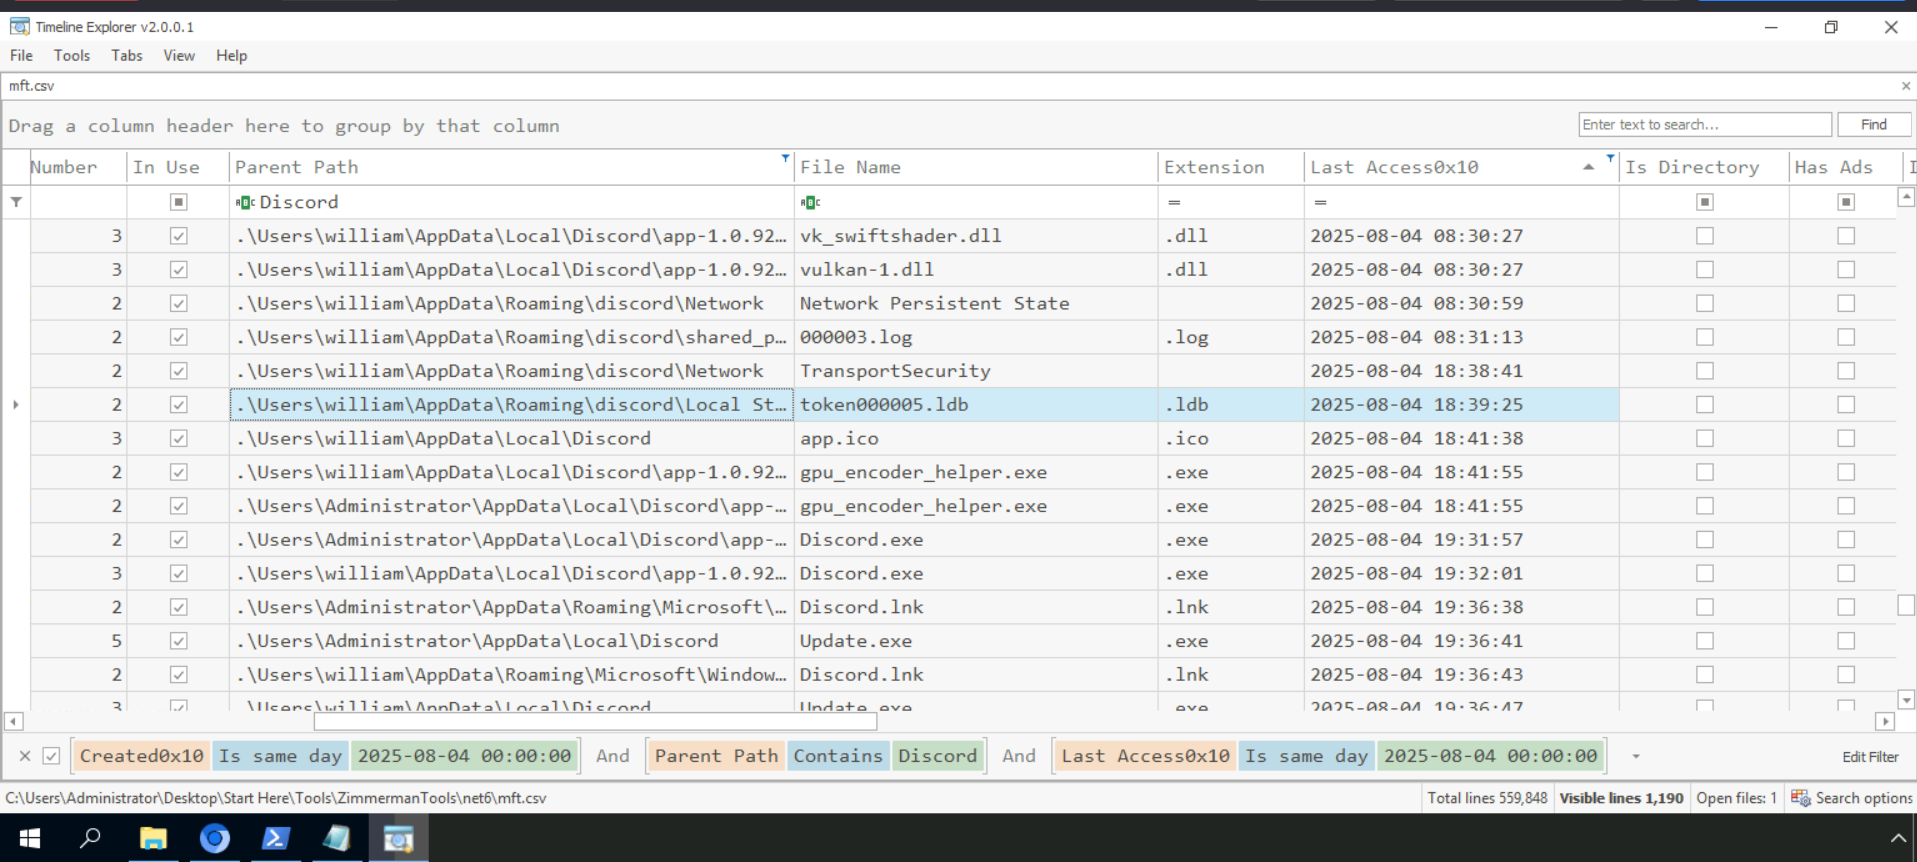 Timeline Explorer v2.0.0.1
File Tools Tabs View Help
mft.csv
Drag a column header here to group by that column
Enter text to search... Find
Number In Use Parent Path File Name Extension Last Access0x10 Is Directory Has Ads
Discord = =
3 .\Users\william\AppData\Local\Discord\app-1.0.92… vk_swiftshader.dll .dll 2025-08-04 08:30:27
3 .\Users\william\AppData\Local\Discord\app-1.0.92… vulkan-1.dll .dll 2025-08-04 08:30:27
2 .\Users\william\AppData\Roaming\discord\Network Network Persistent State 2025-08-04 08:30:59
2 .\Users\william\AppData\Roaming\discord\shared_p… 000003.log .log 2025-08-04 08:31:13
2 .\Users\william\AppData\Roaming\discord\Network TransportSecurity 2025-08-04 18:38:41
2 .\Users\william\AppData\Roaming\discord\Local St… token000005.ldb .ldb 2025-08-04 18:39:25
3 .\Users\william\AppData\Local\Discord app.ico .ico 2025-08-04 18:41:38
2 .\Users\william\AppData\Local\Discord\app-1.0.92… gpu_encoder_helper.exe .exe 2025-08-04 18:41:55
2 .\Users\Administrator\AppData\Local\Discord\app-… gpu_encoder_helper.exe .exe 2025-08-04 18:41:55
2 .\Users\Administrator\AppData\Local\Discord\app-… Discord.exe .exe 2025-08-04 19:31:57
3 .\Users\william\AppData\Local\Discord\app-1.0.92… Discord.exe .exe 2025-08-04 19:32:01
2 .\Users\Administrator\AppData\Roaming\Microsoft\… Discord.lnk .lnk 2025-08-04 19:36:38
5 .\Users\Administrator\AppData\Local\Discord Update.exe .exe 2025-08-04 19:36:41
2 .\Users\william\AppData\Roaming\Microsoft\Window… Discord.lnk .lnk 2025-08-04 19:36:43
3 .\Users\william\AppData\Local\Discord Update.exe .exe 2025-08-04 19:36:47
Created0x10 Is same day 2025-08-04 00:00:00 And Parent Path Contains Discord And Last Access0x10 Is same day 2025-08-04 00:00:00 Edit Filter
C:\Users\Administrator\Desktop\Start Here\Tools\ZimmermanTools\net6\mft.csv Total lines 559,848 Visible lines 1,190 Open files: 1 Search options